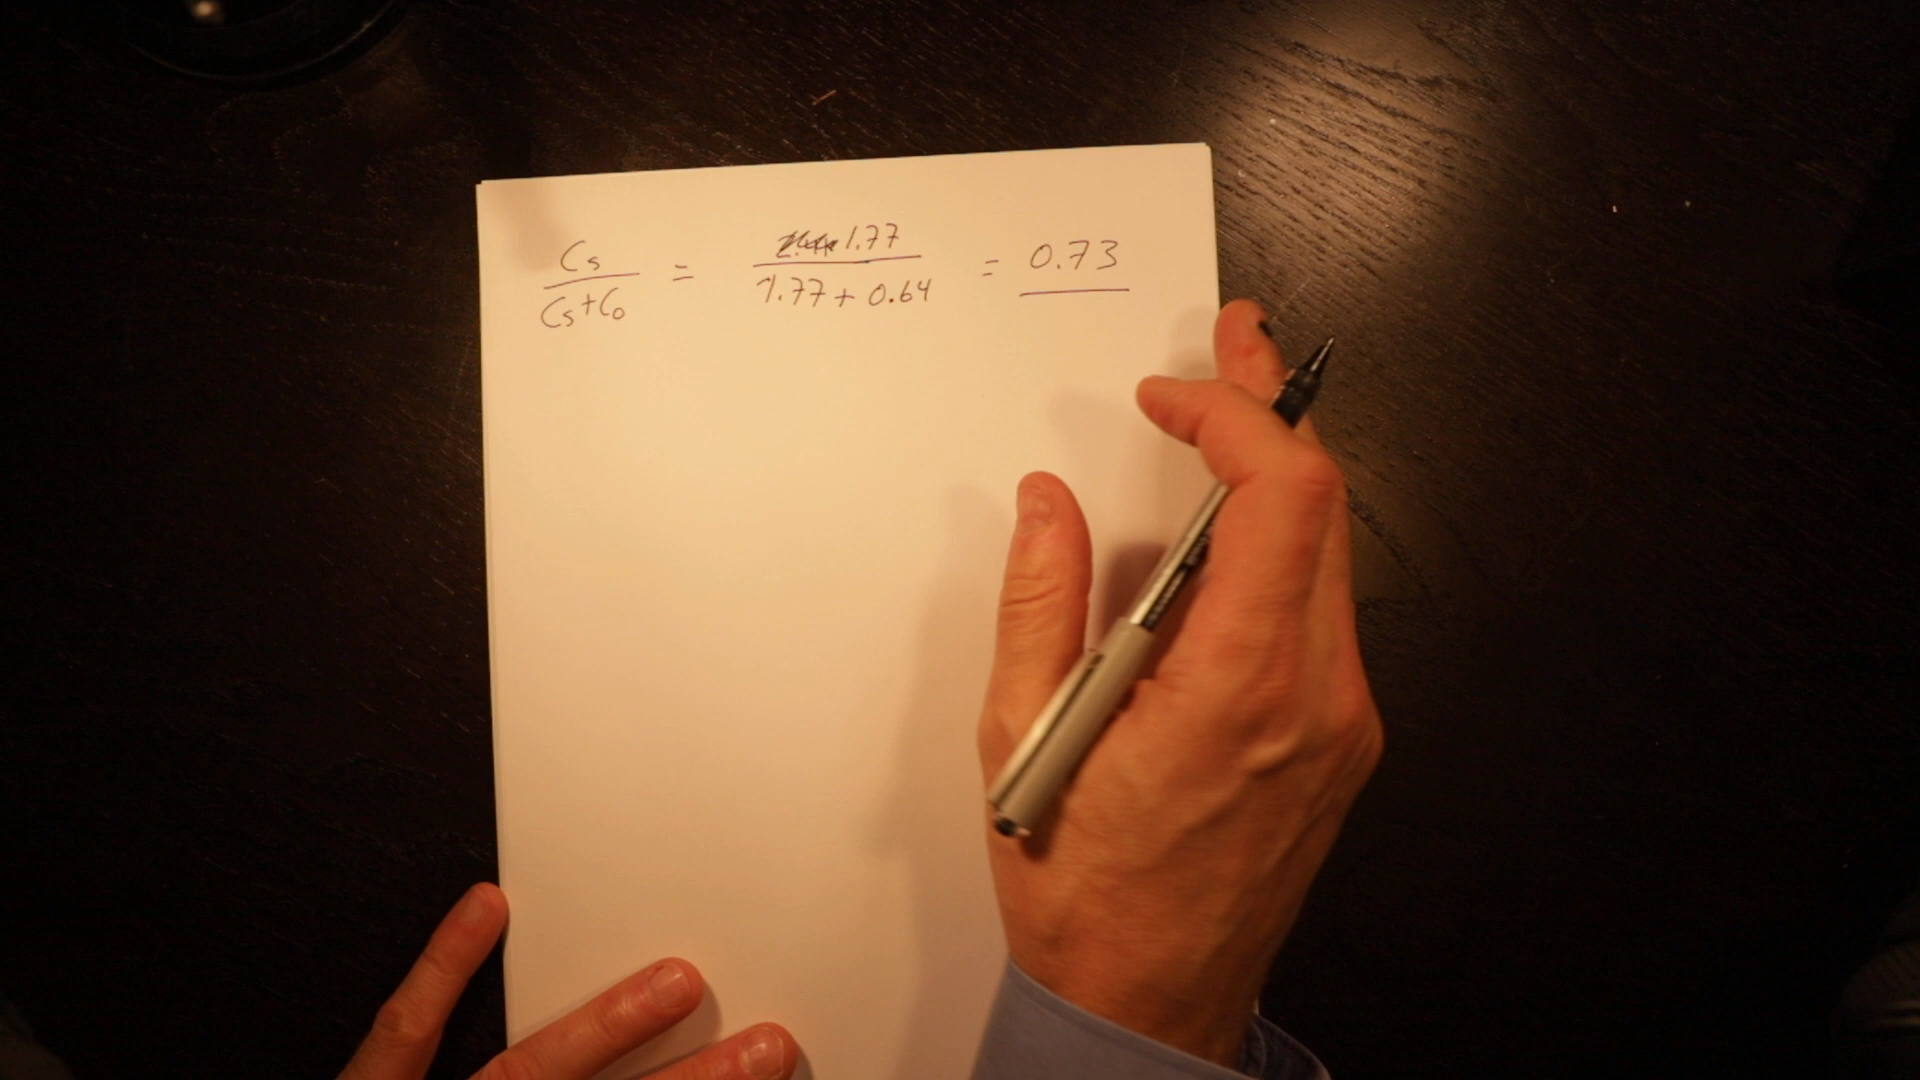 Cs / Cs+Co = 1.77 / 1.77 + 0.64 = 0.73